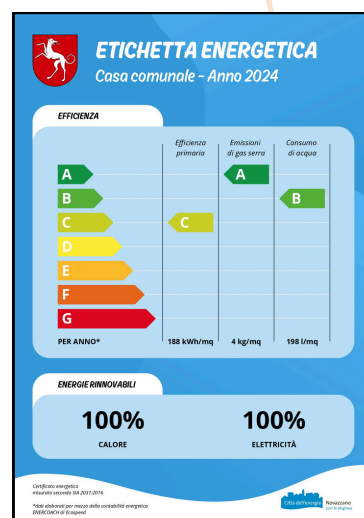 ETICHETTA ENERGETICA
Casa comunale – Anno 2024
EFFICIENZA
Efficienza primaria
Emissioni di gas serra
Consumo di acqua
A
A
B
B
C
C
D
E
F
G
PER ANNO*
188 kWh/mq
4 kg/mq
198 l/mq
ENERGIE RINNOVABILI
100%
100%
CALORE
ELETTRICITÀ
Certificato energetico
misurato secondo SIA 2031:2016
*dati elaborati per mezzo della contabilità energetica
ENERCOACH di Ecospeed
Città dell'energia
Novazzano